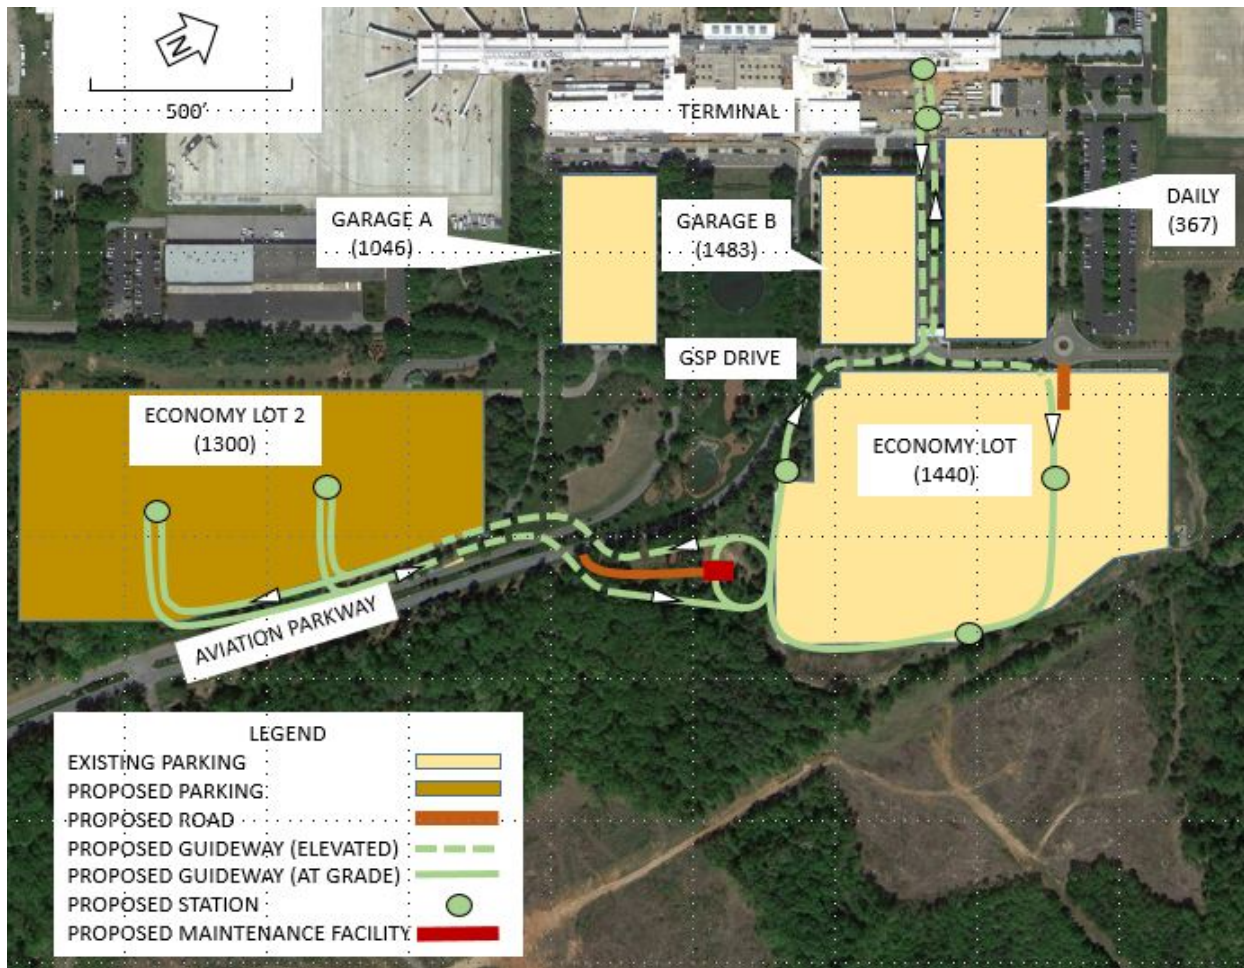 N
500'
TERMINAL
GARAGE A
(1046)
GARAGE B
(1483)
DAILY
(367)
GSP DRIVE
ECONOMY LOT 2
(1300)
ECONOMY LOT
(1440)
AVIATION PARKWAY
LEGEND
EXISTING PARKING
PROPOSED PARKING
PROPOSED ROAD
PROPOSED GUIDEWAY (ELEVATED)
PROPOSED GUIDEWAY (AT GRADE)
PROPOSED STATION
PROPOSED MAINTENANCE FACILITY